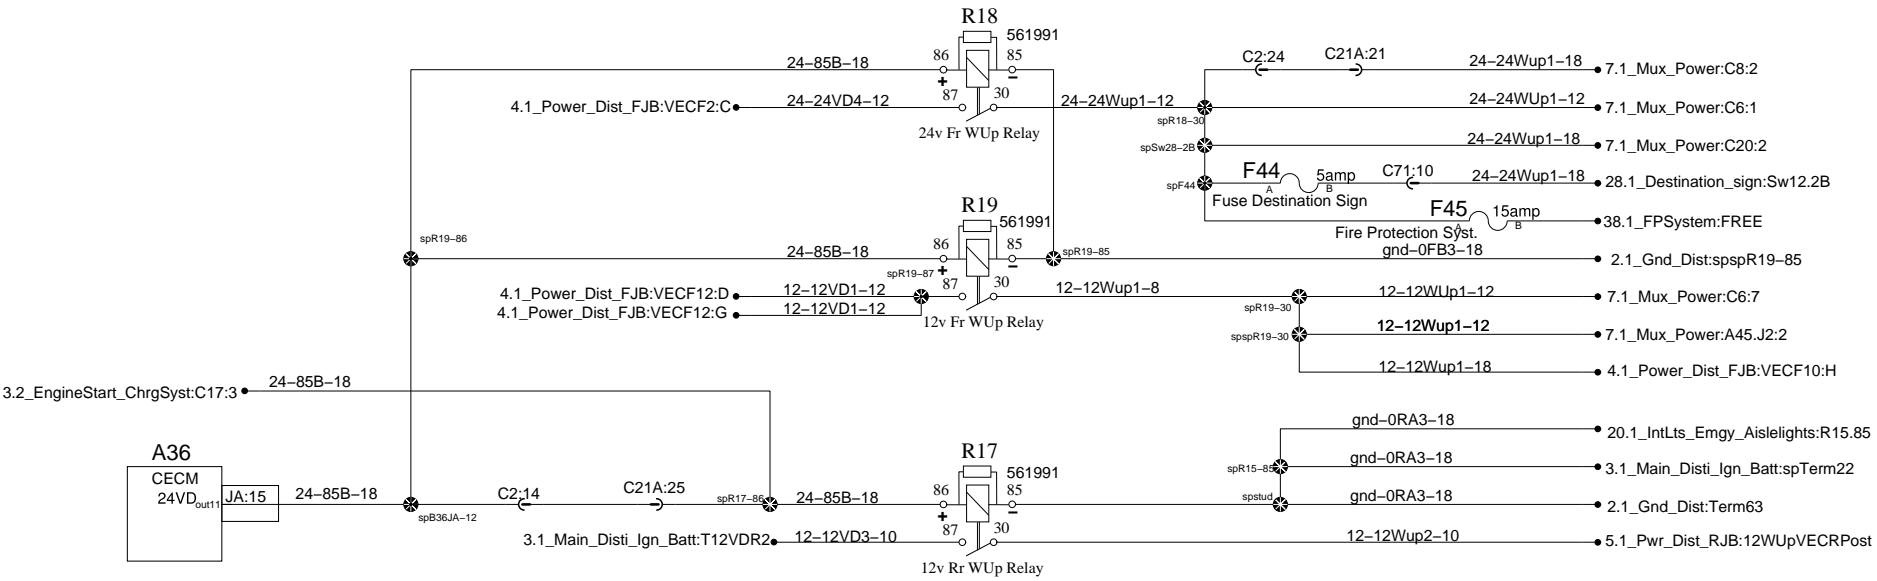 R18
561991
86
85
24-85B-18
C2:24
C21A:21
24-24Wup1-18
7.1_Mux_Power:C8:2
+
−
4.1_Power_Dist_FJB:VECF2:C
24-24VD4-12
87
30
24-24Wup1-12
24-24WUp1-12
7.1_Mux_Power:C6:1
spR18-30
24v Fr WUp Relay
spSw28-2B
24-24Wup1-18
7.1_Mux_Power:C20:2
spF44
F44
A
5amp
B
C71:10
24-24Wup1-18
28.1_Destination_sign:Sw12.2B
Fuse Destination Sign
F45
A
15amp
B
38.1_FPSystem:FREE
Fire Protection Syst.
R19
561991
spR19-86
86
85
24-85B-18
spR19-85
gnd-0FB3-18
2.1_Gnd_Dist:spspR19-85
+
−
spR19-87
4.1_Power_Dist_FJB:VECF12:D
12-12VD1-12
87
30
12-12Wup1-8
12-12WUp1-12
7.1_Mux_Power:C6:7
spR19-30
4.1_Power_Dist_FJB:VECF12:G
12-12VD1-12
12v Fr WUp Relay
spspR19-30
12-12Wup1-12
7.1_Mux_Power:A45.J2:2
12-12Wup1-18
4.1_Power_Dist_FJB:VECF10:H
3.2_EngineStart_ChrgSyst:C17:3
24-85B-18
gnd-0RA3-18
20.1_IntLts_Emgy_Aislelights:R15.85
A36
CECM
24VD
out11
JA:15
24-85B-18
spB36JA-12
C2:14
C21A:25
spR17-86
24-85B-18
R17
561991
86
85
+
−
spR15-85
gnd-0RA3-18
3.1_Main_Disti_Ign_Batt:spTerm22
spstud
gnd-0RA3-18
2.1_Gnd_Dist:Term63
3.1_Main_Disti_Ign_Batt:T12VDR2
12-12VD3-10
87
30
12-12Wup2-10
5.1_Pwr_Dist_RJB:12WUpVECRPost
12v Rr WUp Relay